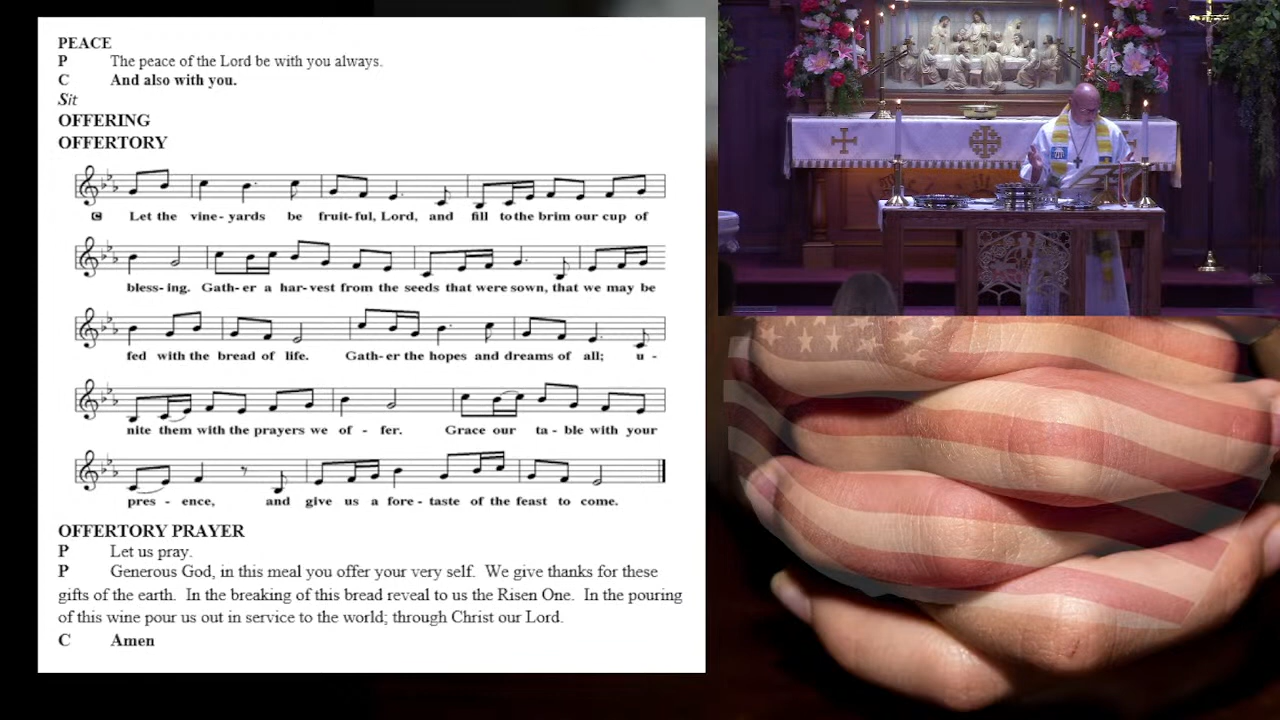 PEACE
P The peace of the Lord be with you always.
C And also with you.
Sit
OFFERING
OFFERTORY
C Let the vine- yards be fruit- ful, Lord, and fill to the brim our cup of
bless- ing. Gath- er a har- vest from the seeds that were sown, that we may be
fed with the bread of life. Gath- er the hopes and dreams of all; u -
nite them with the prayers we of - fer. Grace our ta - ble with your
pres - ence, and give us a fore - taste of the feast to come.
OFFERTORY PRAYER
P Let us pray.
P Generous God, in this meal you offer your very self. We give thanks for these
gifts of the earth. In the breaking of this bread reveal to us the Risen One. In the pouring
of this wine pour us out in service to the world; through Christ our Lord.
C Amen